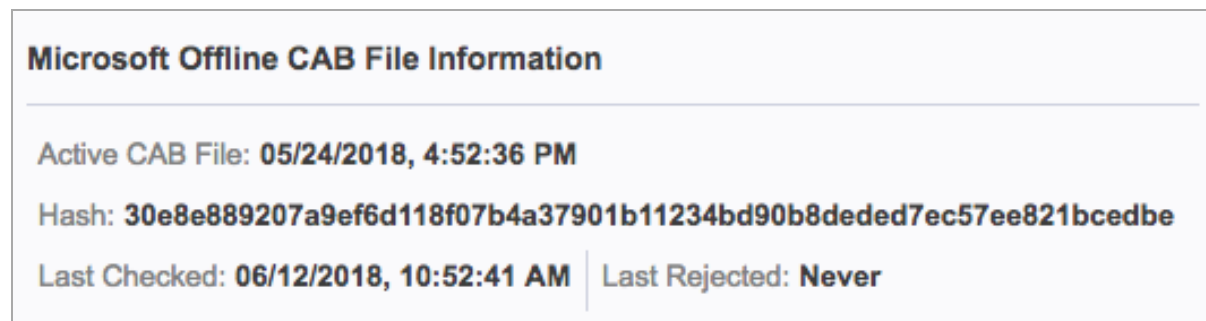 Microsoft Offline CAB File Information
Active CAB File: 05/24/2018, 4:52:36 PM
Hash: 30e8e889207a9ef6d118f07b4a37901b11234bd90b8deded7ec57ee821bcedbe
Last Checked: 06/12/2018, 10:52:41 AM Last Rejected: Never